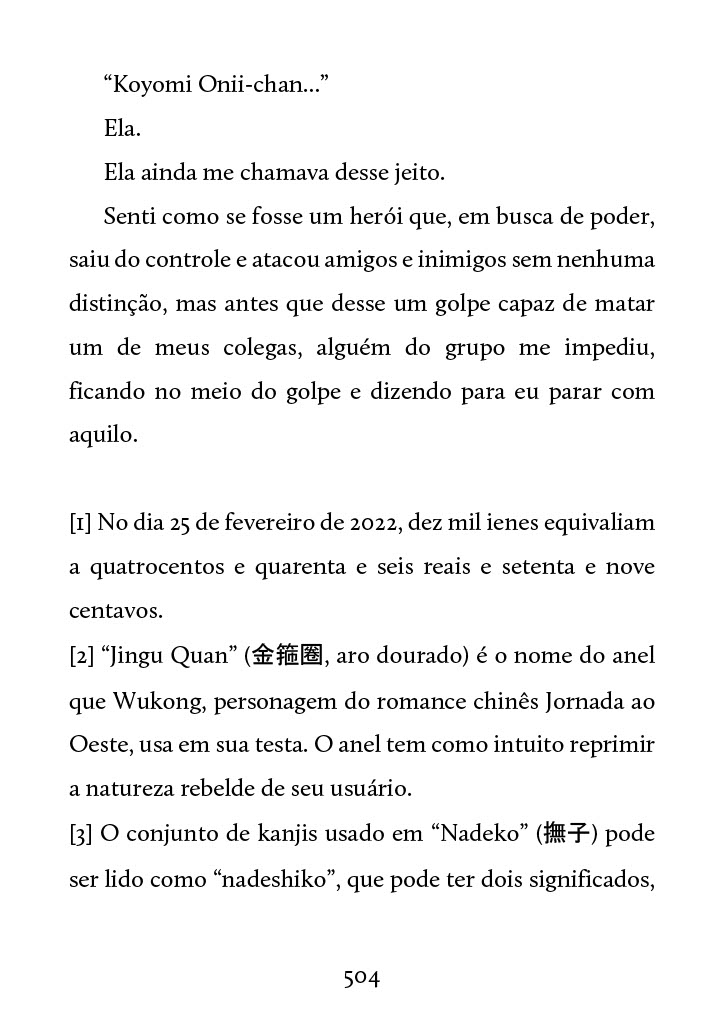 “Koyomi Onii-chan...”
Ela.
Ela ainda me chamava desse jeito.
Senti como se fosse um herói que, em busca de poder,
saiu do controle e atacou amigos e inimigos sem nenhuma
distinção, mas antes que desse um golpe capaz de matar
um de meus colegas, alguém do grupo me impediu,
ficando no meio do golpe e dizendo para eu parar com
aquilo.
[1] No dia 25 de fevereiro de 2022, dez mil ienes equivaliam
a quatrocentos e quarenta e seis reais e setenta e nove
centavos.
[2] “Jingu Quan” (金箍圈, aro dourado) é o nome do anel
que Wukong, personagem do romance chinês Jornada ao
Oeste, usa em sua testa. O anel tem como intuito reprimir
a natureza rebelde de seu usuário.
[3] O conjunto de kanjis usado em “Nadeko” (撫子) pode
ser lido como “nadeshiko”, que pode ter dois significados,
504